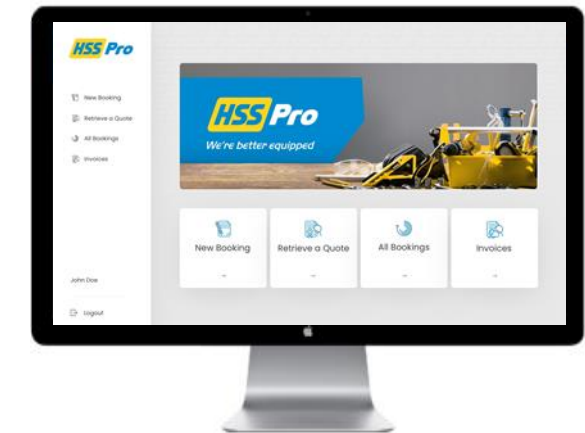 HSS Pro
New Booking
Retrieve a Quote
All Bookings
Invoices
John Doe
Logout
HSS Pro
We're better equipped
New Booking
Retrieve a Quote
All Bookings
Invoices